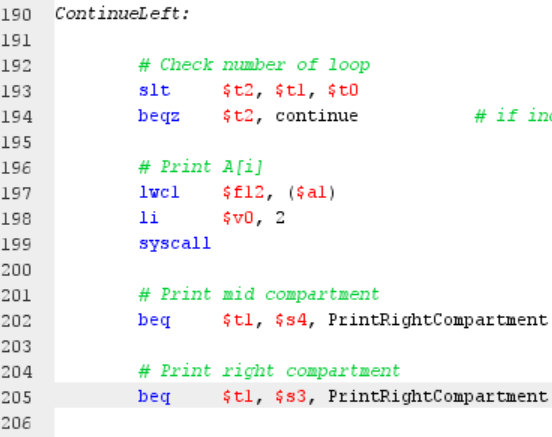 190 ContinueLeft:
191
192 # Check number of loop
193 slt $t2, $t1, $t0
194 beqz $t2, continue # if
195
196 # Print A[i]
197 lwc1 $f12, ($a1)
198 li $v0, 2
199 syscall
200
201 # Print mid compartment
202 beq $t1, $s4, PrintRightCompartment
203
204 # Print right compartment
205 beq $t1, $s3, PrintRightCompartment
206